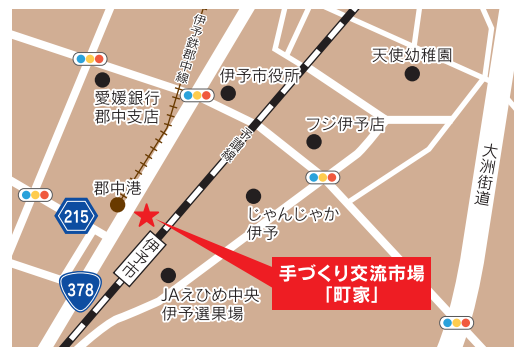 伊予鉄郡中線
天使幼稚園
伊予市役所
愛媛銀行
郡中支店
フジ伊予店
予讃線
大洲街道
郡中港
215
じゃんじゃか
伊予
伊予市
手づくり交流市場
「町家」
378
JAえひめ中央
伊予選果場